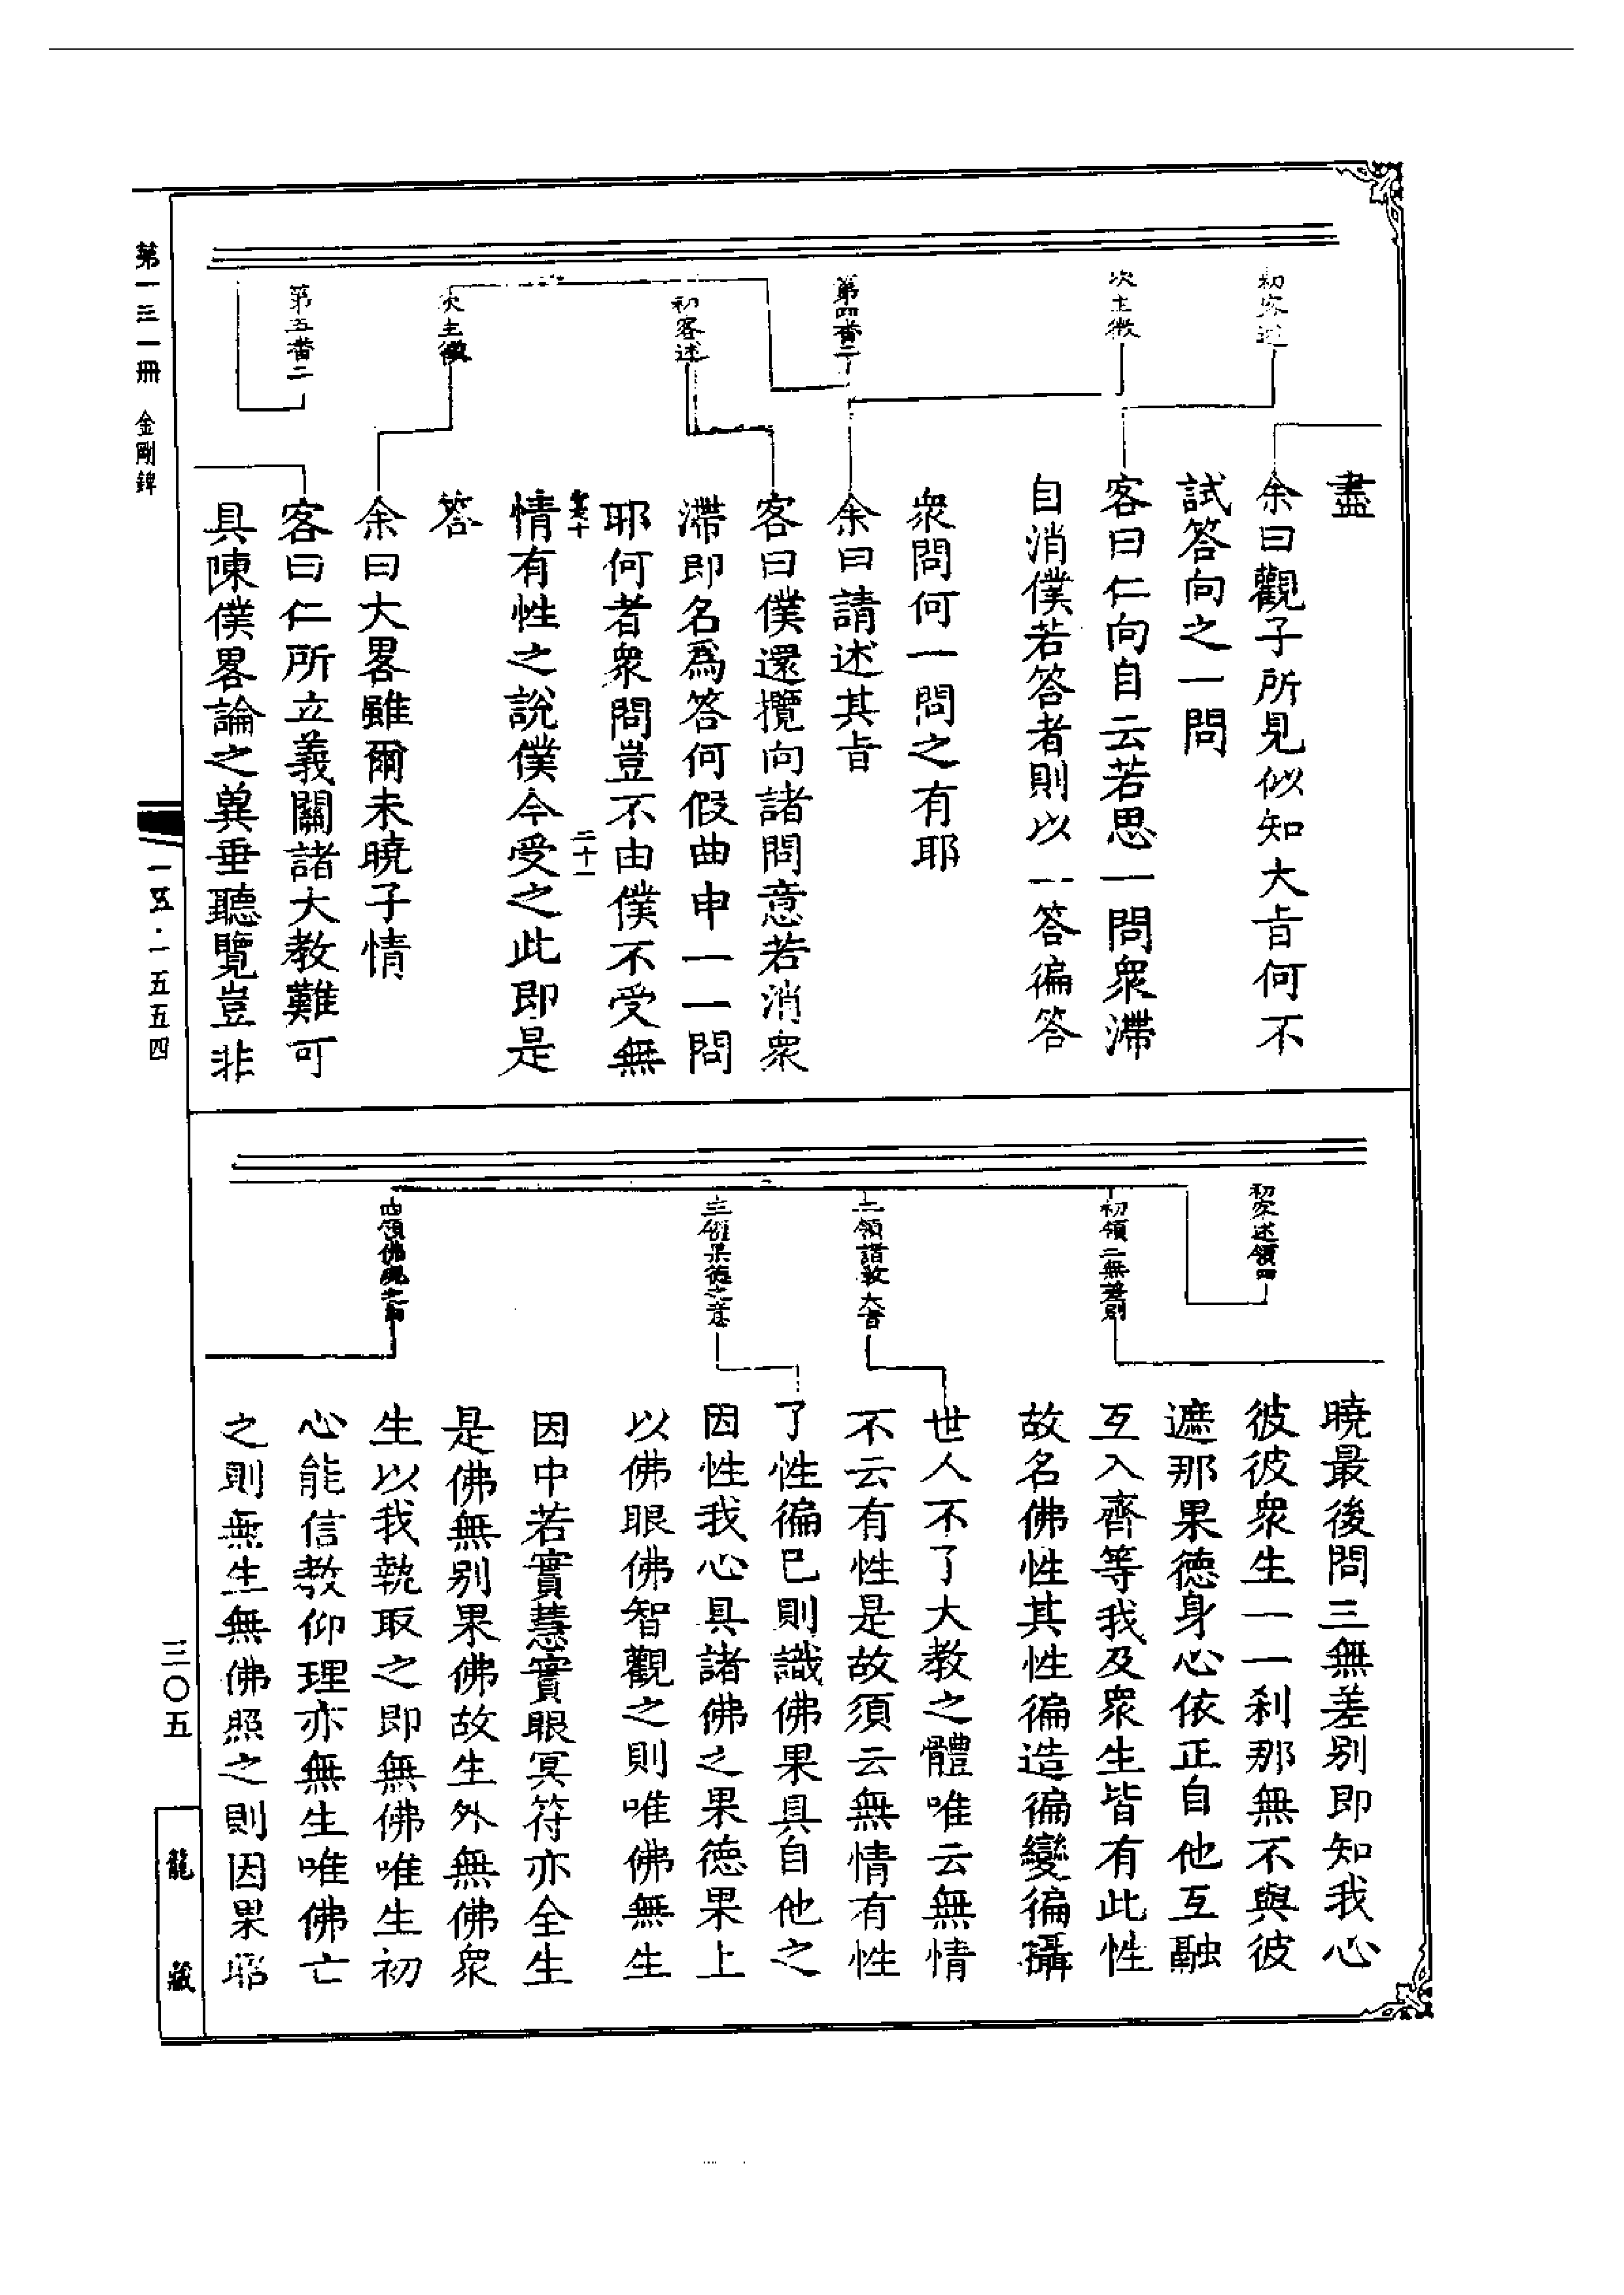 初客述
次主徵
第四番二
初客述
次主徵
第五番二
盡
余曰觀子所見似知大㫖何不
試答向之一問
客曰仁向自云若思一問衆滯
自消僕若答者則以一答徧答
衆問何一問之有耶
余曰請述其㫖
客曰僕還攬向諸問意若消衆
滯即名爲答何假曲申一一問
耶何者衆問豈不由僕不受無
二十一
情有性之說僕今受之此即是
答
余曰大畧雖爾未曉子情
客曰仁所立義關諸大教難可
具陳僕畧論之冀垂聽覽豈非
初客述領四
初領三無差別
二領諸教大㫖
三領果德之意
曉最後問三無差别即知我心
彼彼衆生一一刹那無不與彼
遮那果德身心依正自他互融
互入齊等我及衆生皆有此性
故名佛性其性徧造徧變徧攝
世人不了大教之體唯云無情
不云有性是故須云無情有性
了性徧已則識佛果具自他之
因性我心具諸佛之果德果上
以佛眼佛智觀之則唯佛無生
因中若實慧實眼冥符亦全生
是佛無别果佛故生外無佛衆
生以我執取之即無佛唯生初
心能信教仰理亦無生唯佛亡
之則無生無佛照之則因果昭
第一三一冊 金剛錍
一五·一五五四
三〇五
龍藏